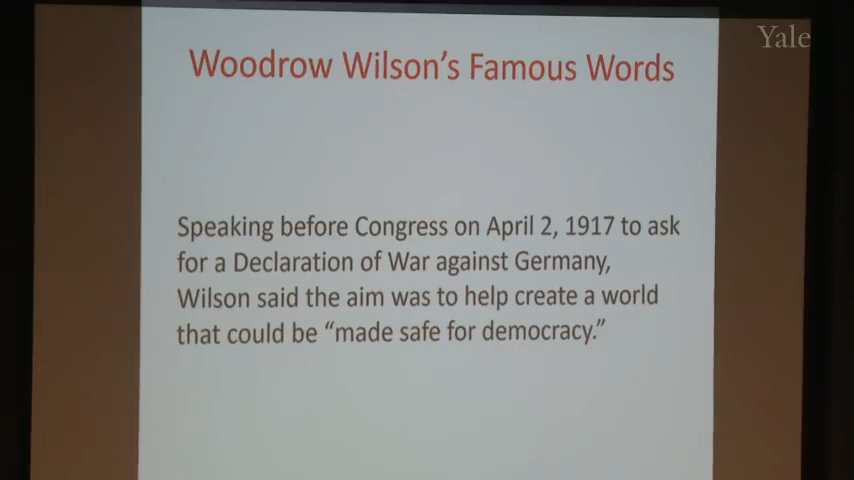 Yale
Woodrow Wilson's Famous Words
Speaking before Congress on April 2, 1917 to ask
for a Declaration of War against Germany,
Wilson said the aim was to help create a world
that could be “made safe for democracy.”